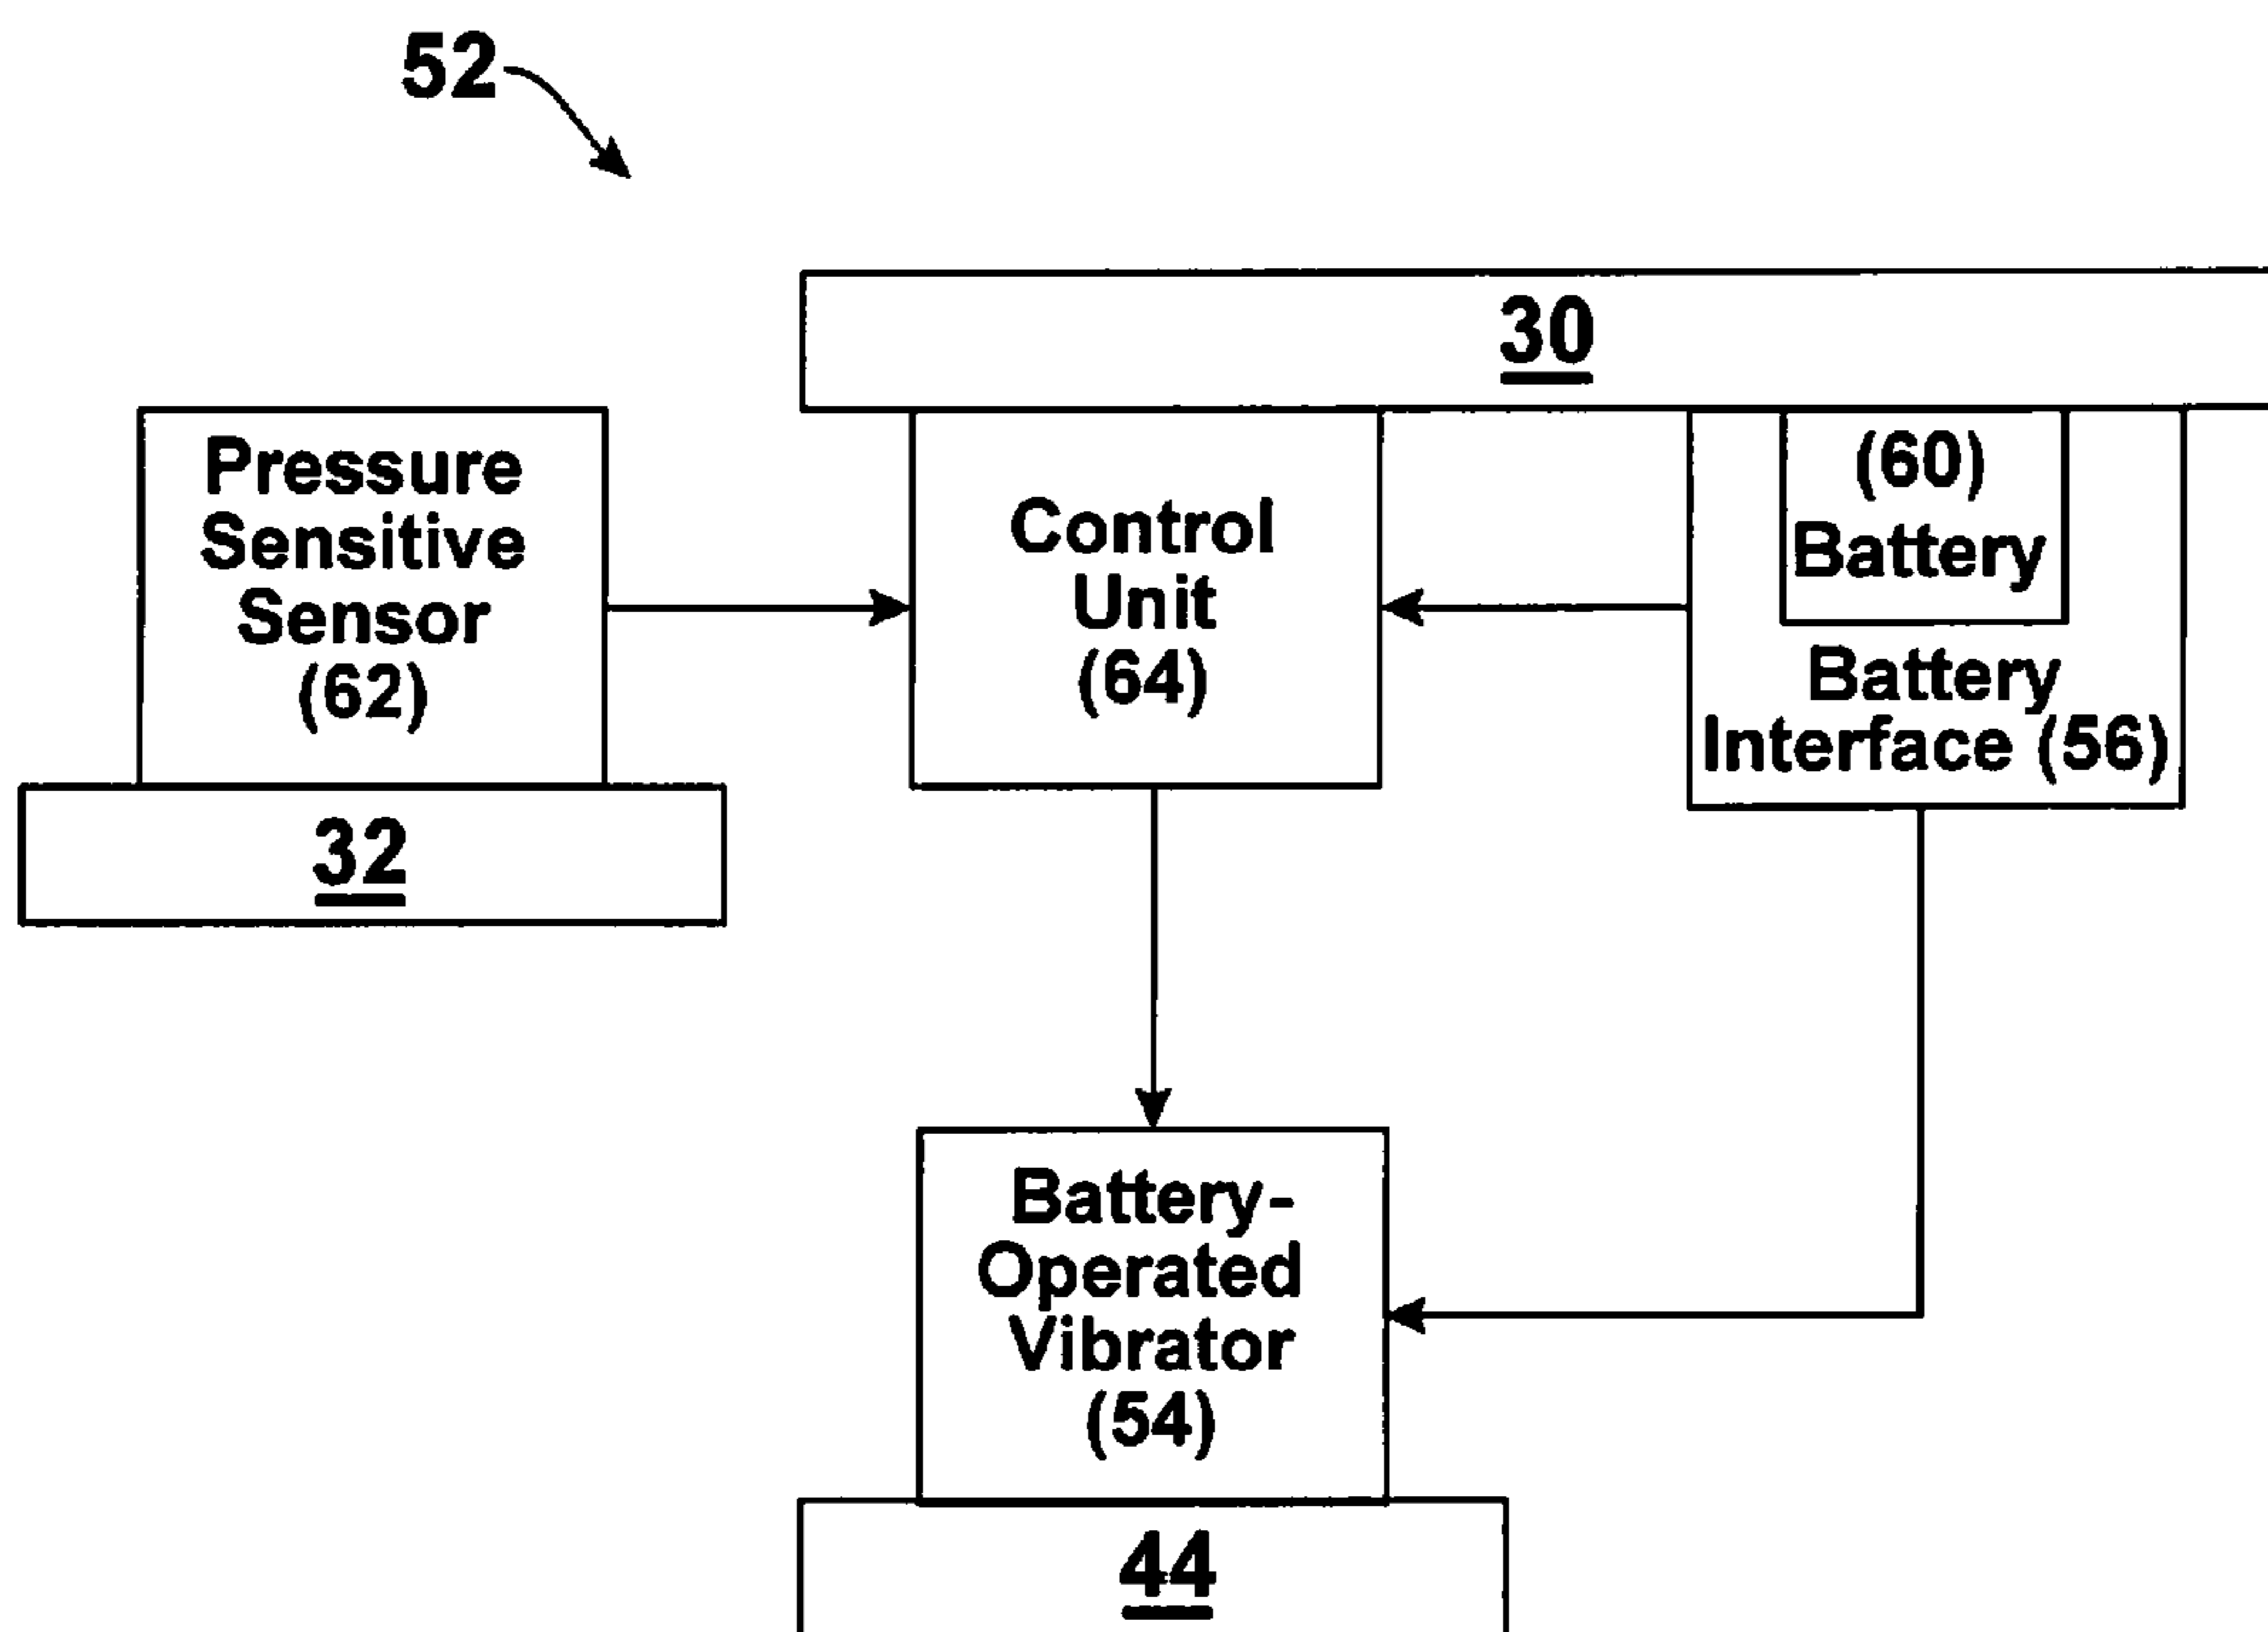 52
30
Pressure
Sensitive
Sensor
(62)
32
Control
Unit
(64)
(60)
Battery
Battery
Interface (56)
Battery-
Operated
Vibrator
(54)
44